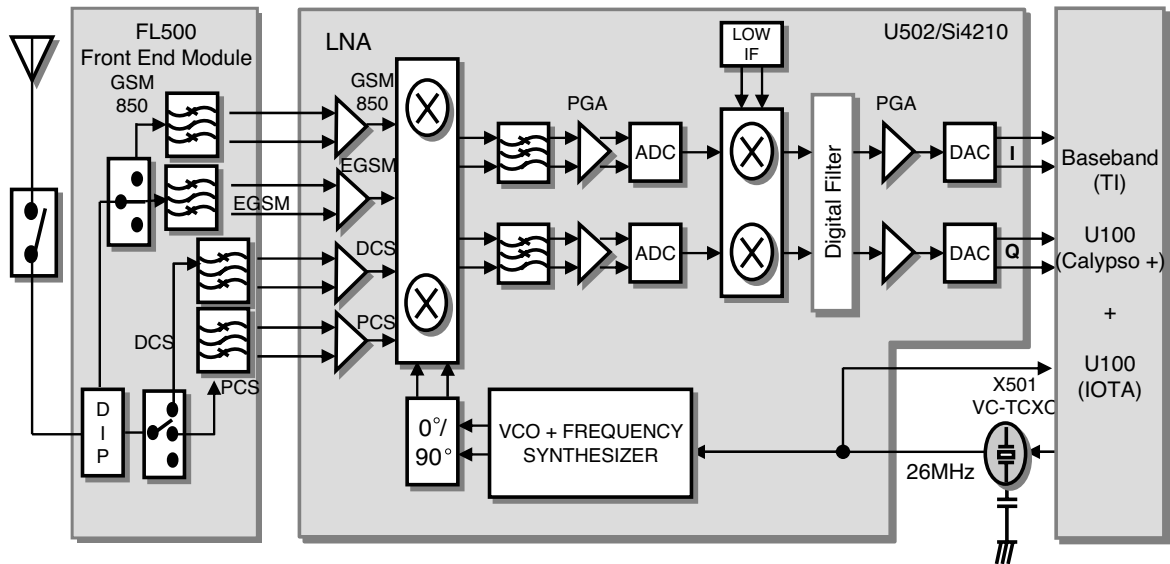 FL500
Front End Module
GSM
850
EGSM
DCS
PCS
D
I
P
LNA
U502/Si4210
GSM
850
EGSM
DCS
PCS
LOW
IF
PGA
ADC
ADC
Digital Filter
PGA
DAC
I
DAC
Q
0°/
90°
VCO + FREQUENCY
SYNTHESIZER
26MHz
X501
VC-TCXO
Baseband
(TI)
U100
(Calypso +)
+
U100
(IOTA)